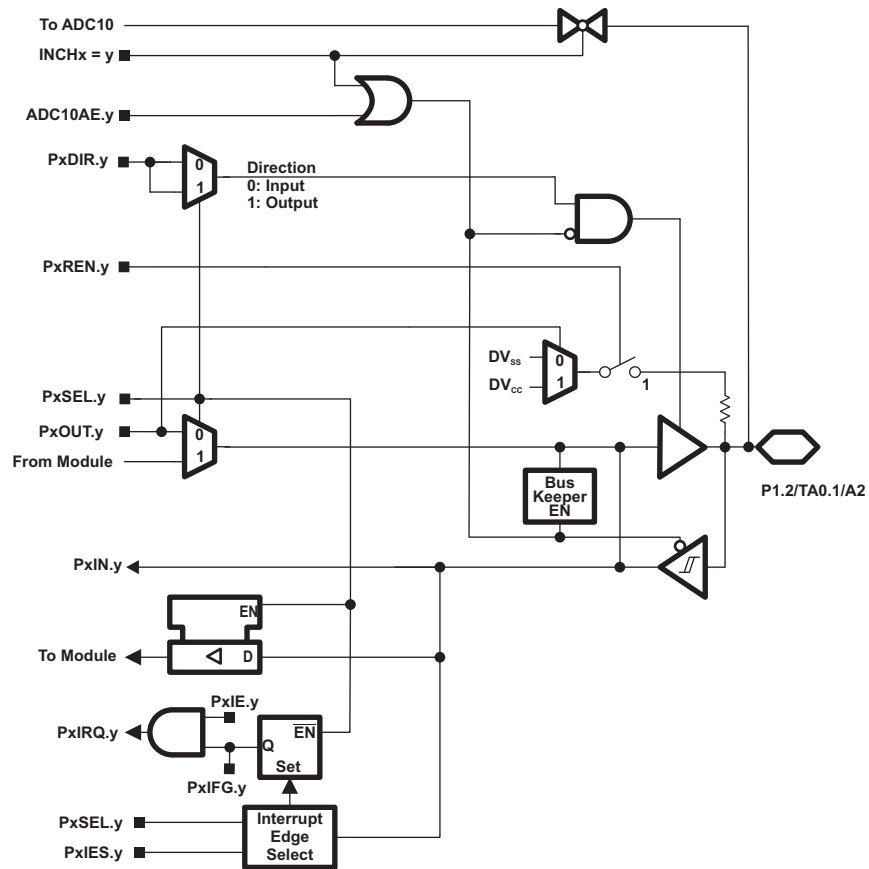 To ADC10
INCHx = y
ADC10AE.y
PxDIR.y
0
1
Direction
0: Input
1: Output
PxREN.y
DVSS
0
DVCC
1
1
PxSEL.y
PxOUT.y
0
From Module
1
Bus
Keeper
EN
P1.2/TA0.1/A2
PxIN.y
EN
To Module
D
PxIE.y
PxIRQ.y
EN
Q
Set
PxIFG.y
PxSEL.y
PxIES.y
Interrupt
Edge
Select